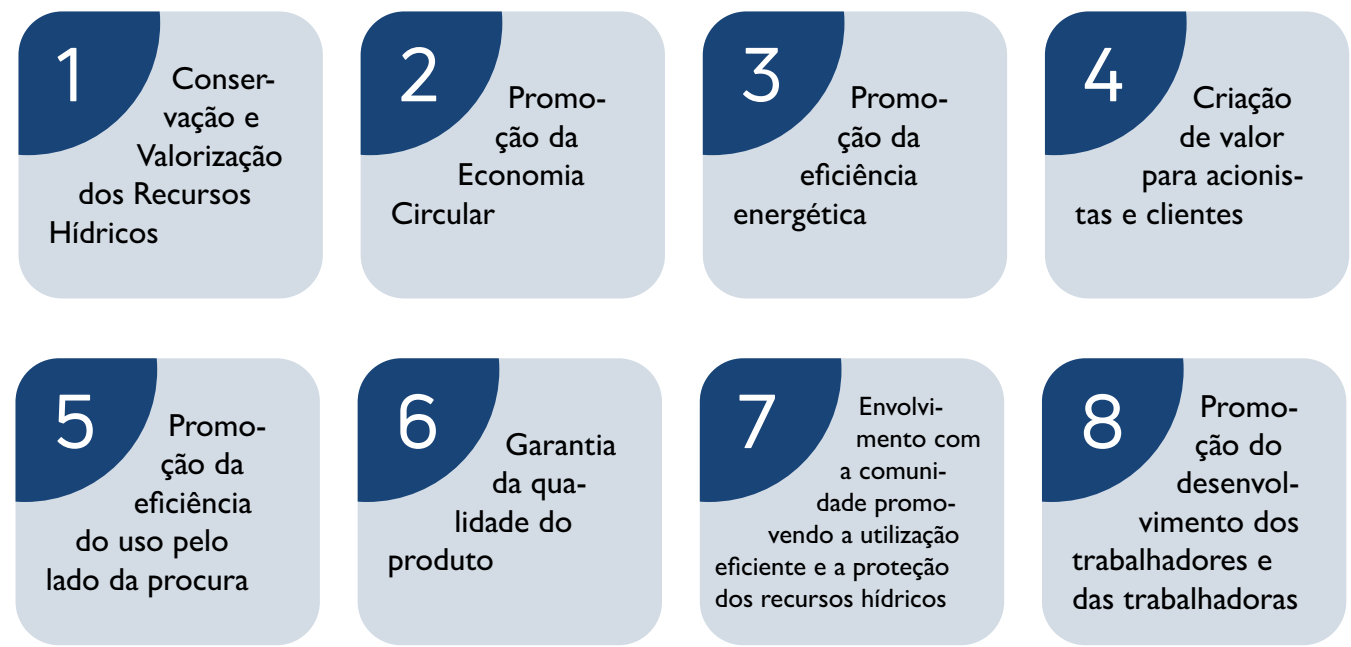 1
Conser-
vação e
Valorização
dos Recursos
Hídricos
2
Promo-
ção da
Economia
Circular
3
Promo-
ção da
eficiência
energética
4
Criação
de valor
para acionis-
tas e clientes
5
Promo-
ção da
eficiência
do uso pelo
lado da procura
6
Garantia
da qua-
lidade do
produto
7
Envolvi-
mento com
a comuni-
dade promo-
vendo a utilização
eficiente e a proteção
dos recursos hídricos
8
Promo-
ção do
desenvol-
vimento dos
trabalhadores e
das trabalhadoras